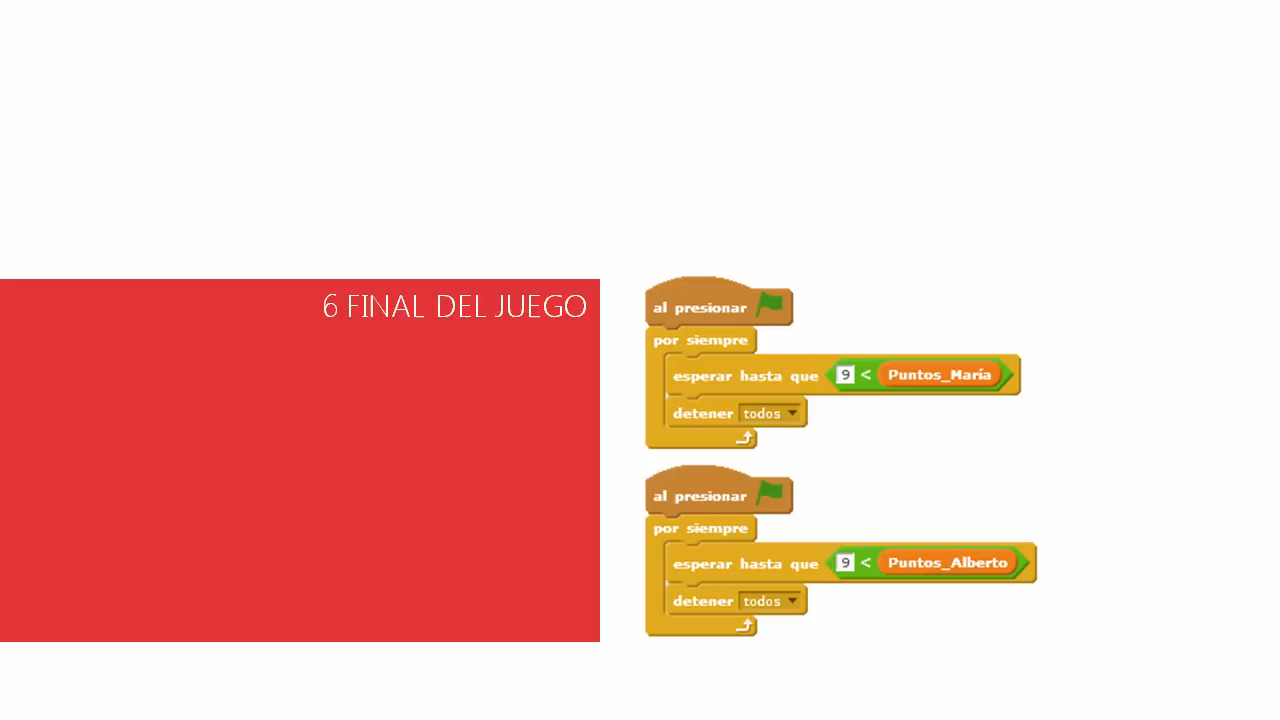 6 FINAL DEL JUEGO
al presionar
por siempre
esperar hasta que 9 < Puntos_María
detener todos
al presionar
por siempre
esperar hasta que 9 < Puntos_Alberto
detener todos